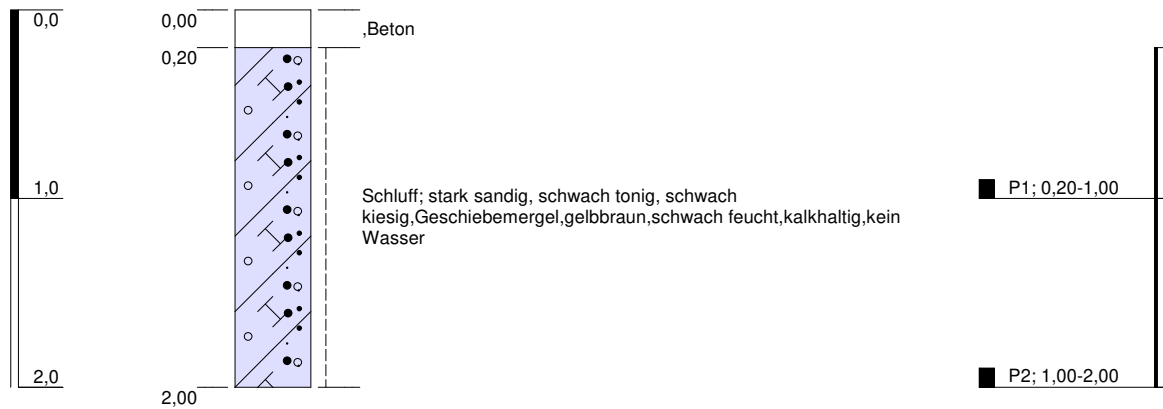 0,0
0,00
,Beton
0,20
1,0
Schluff; stark sandig, schwach tonig, schwach
kiesig,Geschiebemergel,gelbbraun,schwach feucht,kalkhaltig,kein
Wasser
P1; 0,20-1,00
2,0
2,00
P2; 1,00-2,00